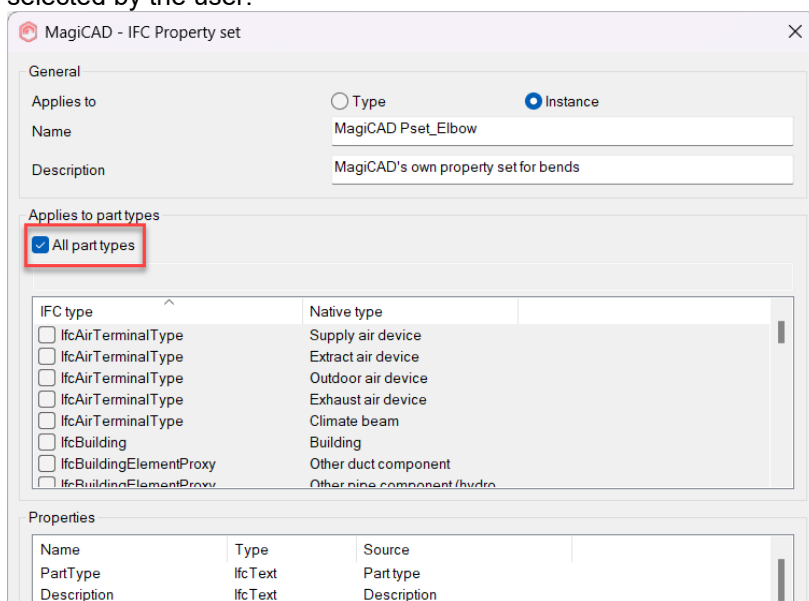 selected by the user.
MagiCAD - IFC Property set
General
Applies to Type Instance
Name MagiCAD Pset_Elbow
Description MagiCAD's own property set for bends
Applies to part types
All part types
IFC type Native type
IfcAirTerminalType Supply air device
IfcAirTerminalType Extract air device
IfcAirTerminalType Outdoor air device
IfcAirTerminalType Exhaust air device
IfcAirTerminalType Climate beam
IfcBuilding Building
IfcBuildingElementProxy Other duct component
IfcBuildingElementProxy Other pipe component (hydro
Properties
Name Type Source
PartType IfcText Part type
Description IfcText Description